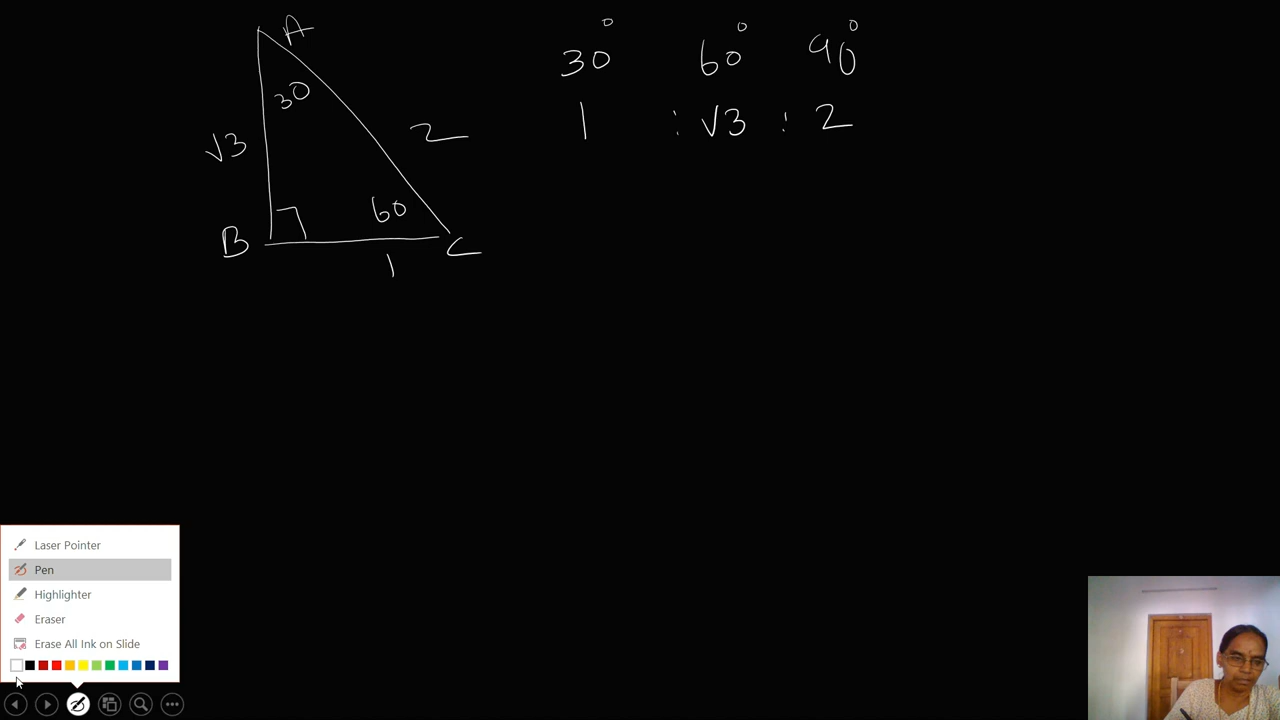 A
30° 60° 90°
30
1 : √3 : 2
√3
2
60
B
C
1
Laser Pointer
Pen
Highlighter
Eraser
Erase All Ink on Slide